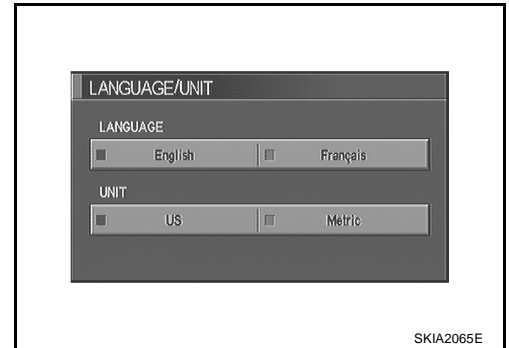 LANGUAGE/UNIT
LANGUAGE
English Français
UNIT
US Metric
SKIA2065E